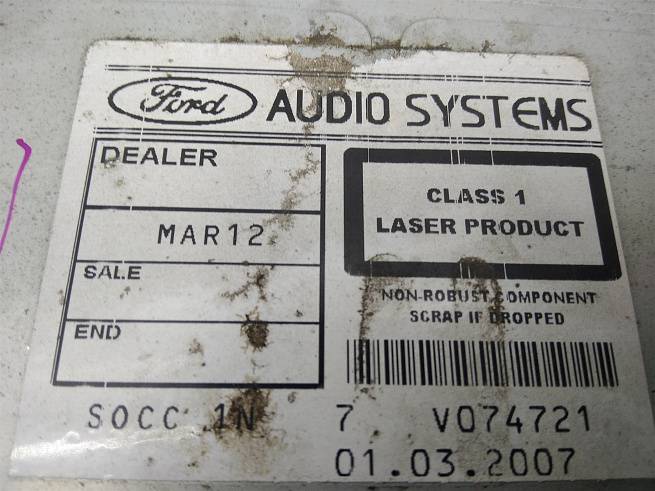 Ford AUDIO SYSTEMS
DEALER
MAR12
SALE
END
CLASS 1
LASER PRODUCT
NON-ROBUST COMPONENT
SCRAP IF DROPPED
SOCC 1N 7 V074721
01.03.2007